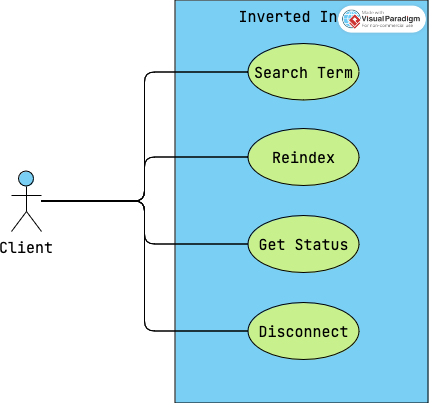 Inverted In
Made with
Visual Paradigm
For non-commercial use
Search Term
Reindex
Get Status
Disconnect
Client